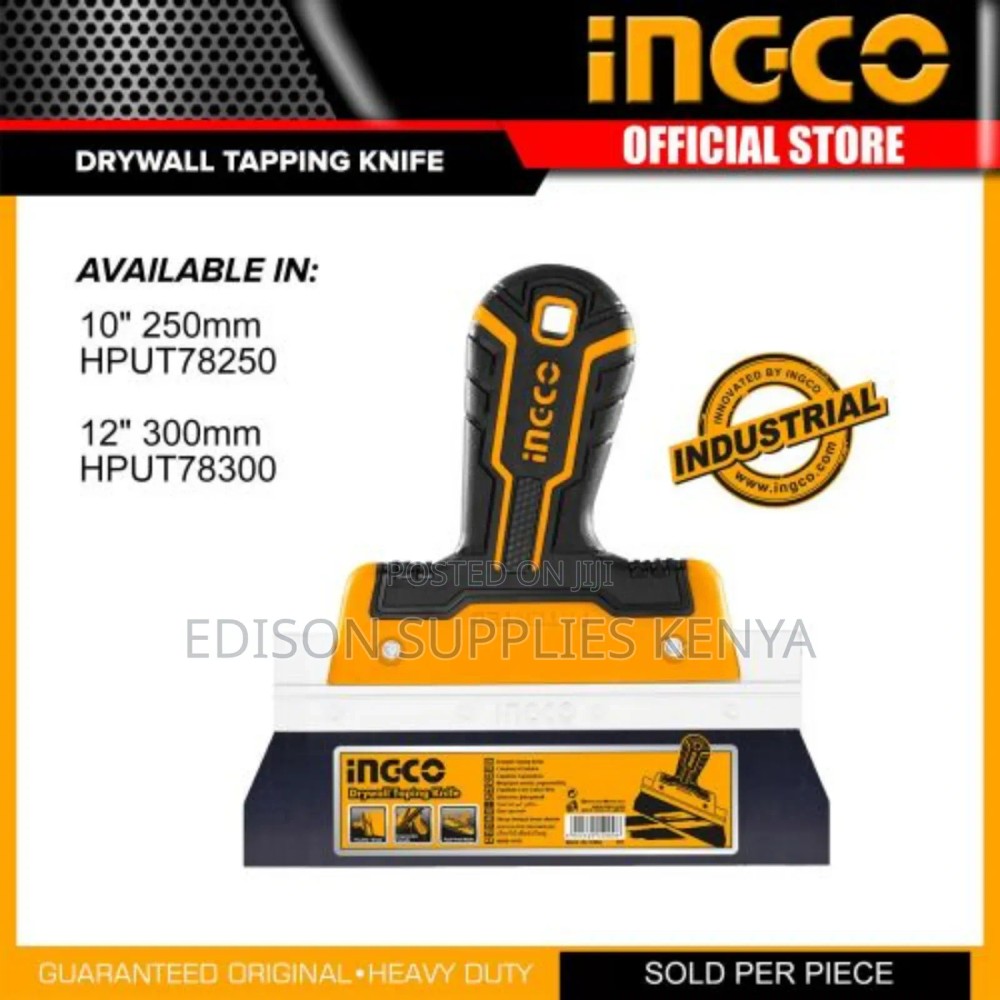 INGCO
OFFICIAL STORE
DRYWALL TAPPING KNIFE
AVAILABLE IN:
10" 250mm
HPUT78250
12" 300mm
HPUT78300
INGCO
INNOVATED BY INGCO
INDUSTRIAL
www.ingco.com
POSTED ON JIJI
EDISON SUPPLIES KENYA
INGCO
INGCO
Drywall Taping Knife
GUARANTEED ORIGINAL•HEAVY DUTY
SOLD PER PIECE